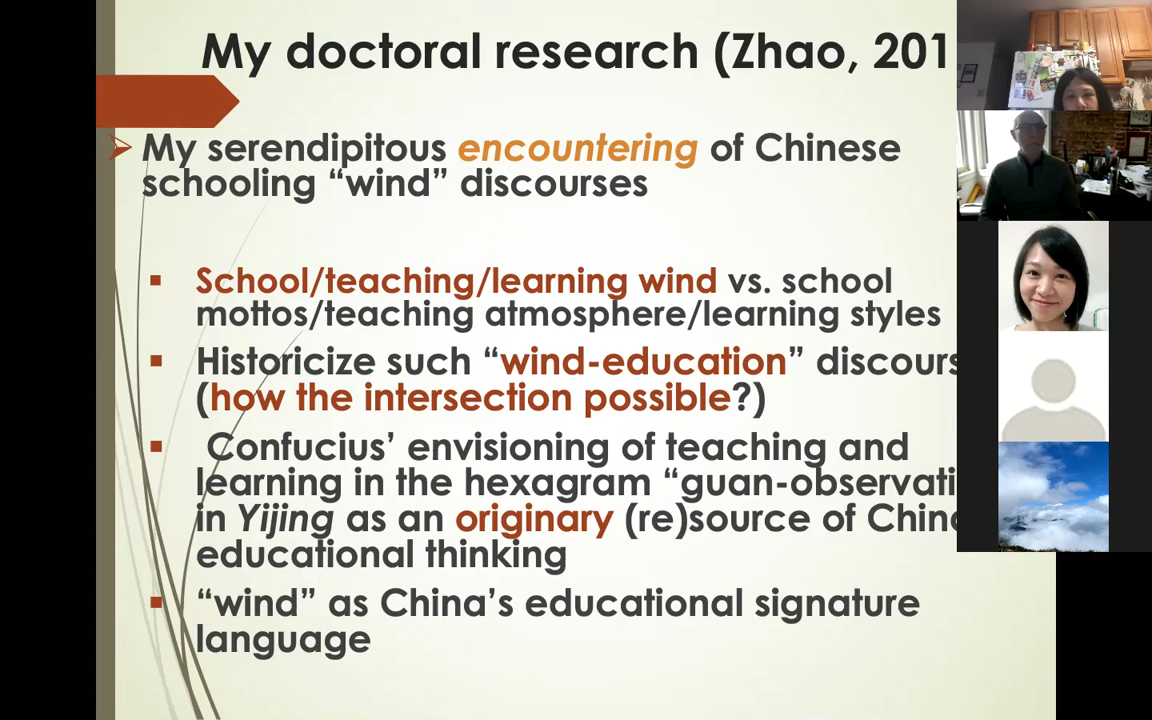 My doctoral research (Zhao, 201
My serendipitous encountering of Chinese
schooling “wind” discourses
School/teaching/learning wind vs. school
mottos/teaching atmosphere/learning styles
Historicize such “wind-education” discours
(how the intersection possible?)
Confucius’ envisioning of teaching and
learning in the hexagram “guan-observati
in Yijing as an originary (re)source of Chin
educational thinking
“wind” as China’s educational signature
language